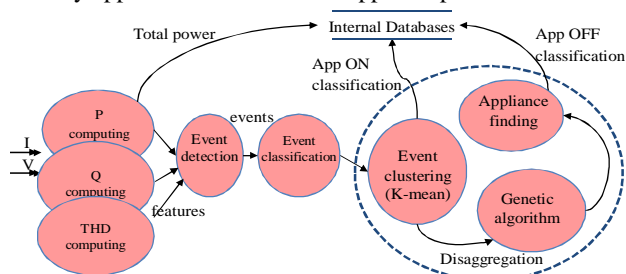 Total power
Internal Databases
App OFF
classification
App ON
classification
P
computing
I
V
Q
computing
THD
computing
features
Event
detection
events
Event
classification
Event
clustering
(K-mean)
Appliance
finding
Genetic
algorithm
Disaggregation